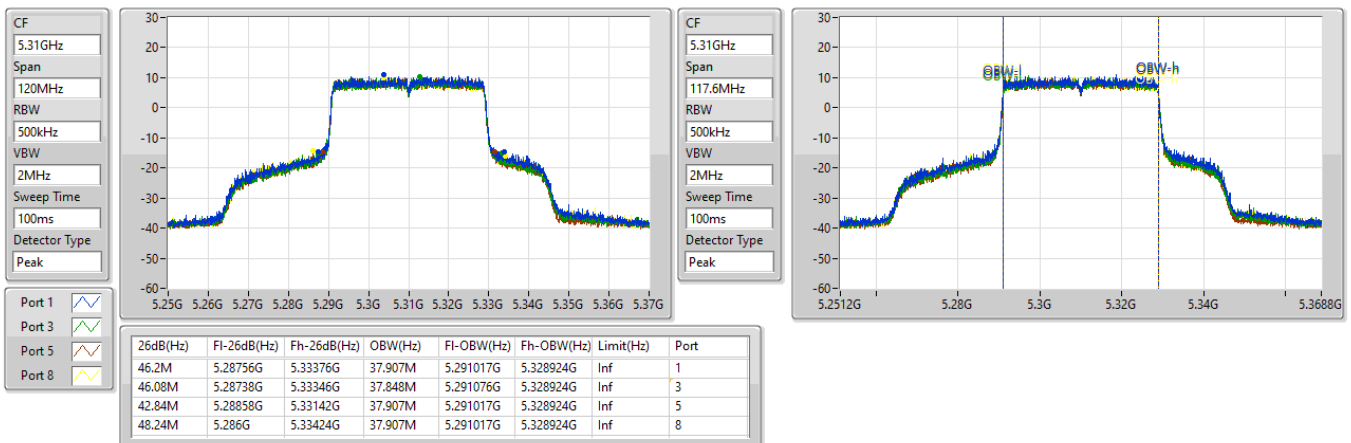 CF
5.31GHz
Span
120MHz
RBW
500kHz
VBW
2MHz
Sweep Time
100ms
Detector Type
Peak
30
20
10
0
-10
-20
-30
-40
-50
-60
5.25G 5.26G 5.27G 5.28G 5.29G 5.3G 5.31G 5.32G 5.33G 5.34G 5.35G 5.36G 5.37G
CF
5.31GHz
Span
117.6MHz
RBW
500kHz
VBW
2MHz
Sweep Time
100ms
Detector Type
Peak
30
20
10
0
-10
-20
-30
-40
-50
-60
OBW-l
OBW-h
5.2512G 5.28G 5.3G 5.32G 5.34G 5.3688G
Port 1
Port 3
Port 5
Port 8
26dB(Hz) Fl-26dB(Hz) Fh-26dB(Hz) OBW(Hz) Fl-OBW(Hz) Fh-OBW(Hz) Limit(Hz) Port
46.2M 5.28756G 5.33376G 37.907M 5.291017G 5.328924G Inf 1
46.08M 5.28738G 5.33346G 37.848M 5.291076G 5.328924G Inf 3
42.84M 5.28858G 5.33142G 37.907M 5.291017G 5.328924G Inf 5
48.24M 5.286G 5.33424G 37.907M 5.291017G 5.328924G Inf 8